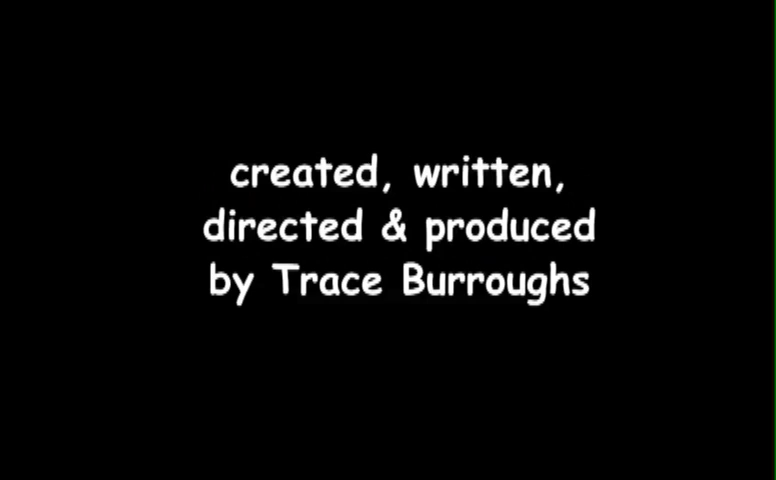 created, written,
directed & produced
by Trace Burroughs